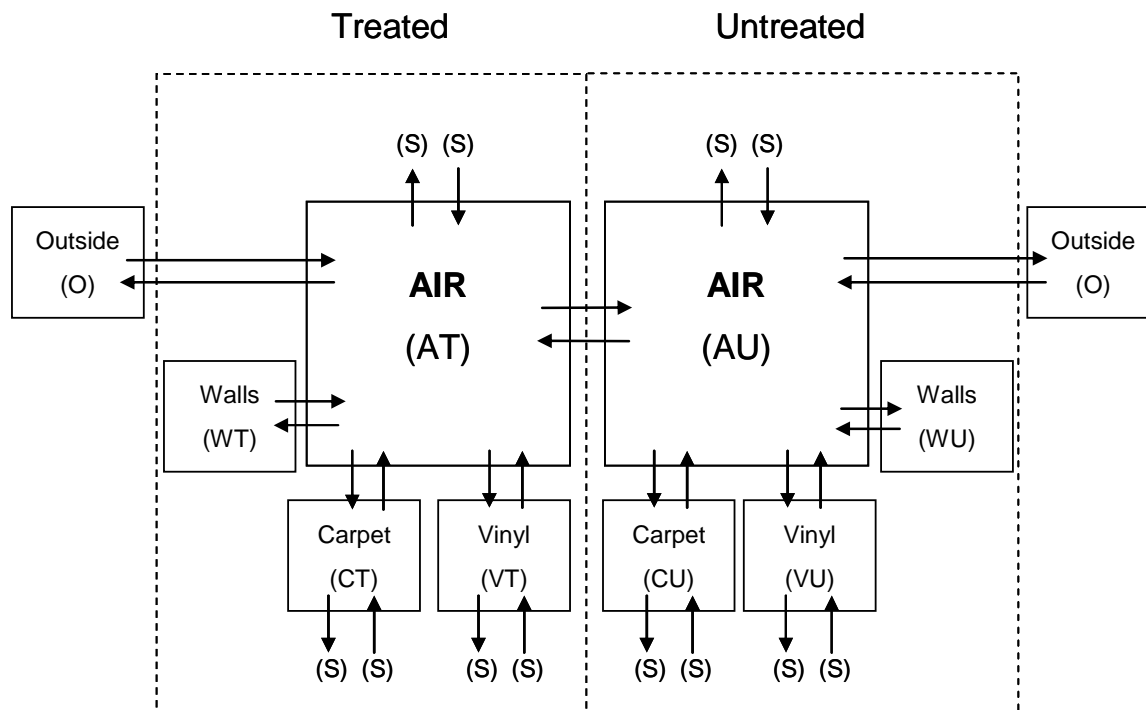 Treated
Untreated
(S) (S)
(S) (S)
Outside
(O)
AIR
(AT)
AIR
(AU)
Outside
(O)
Walls
(WT)
Walls
(WU)
Carpet
(CT)
Vinyl
(VT)
Carpet
(CU)
Vinyl
(VU)
(S) (S)
(S) (S)
(S) (S)
(S) (S)